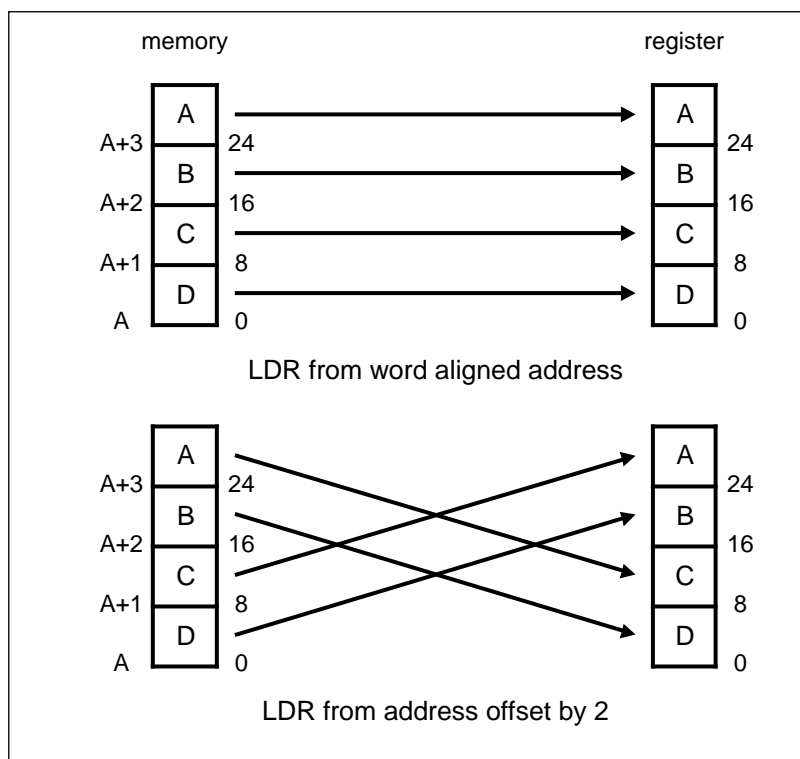 memory register
A A
A+3 24 24
B B
A+2 16 16
C C
A+1 8 8
D D
A 0 0
LDR from word aligned address
A A
A+3 24 24
B B
A+2 16 16
C C
A+1 8 8
D D
A 0 0
LDR from address offset by 2